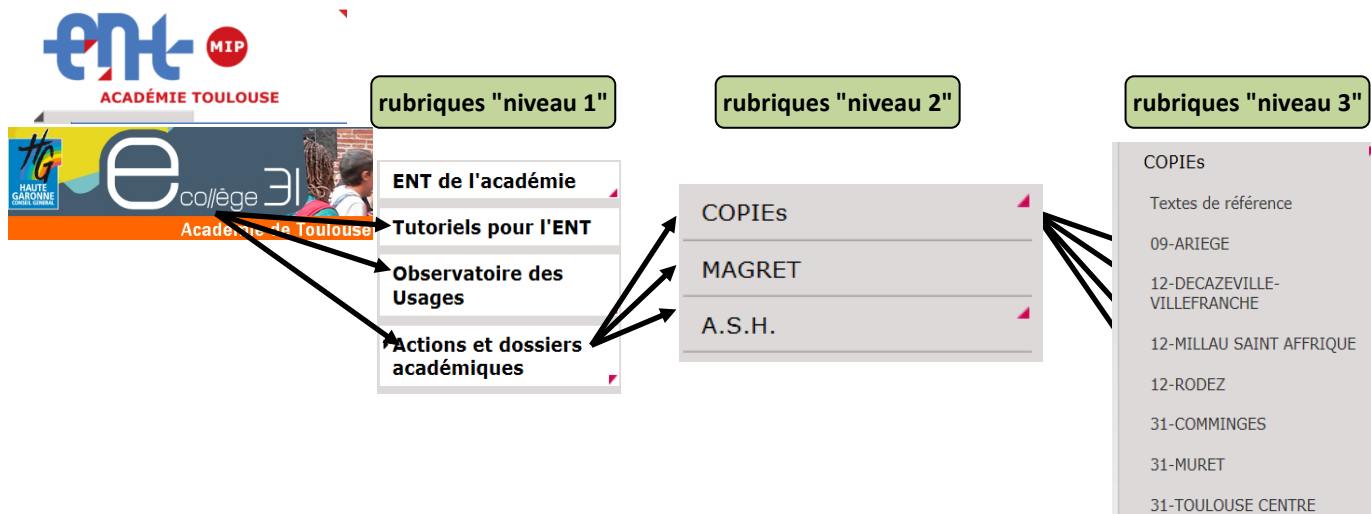 ent MIP
ACADÉMIE TOULOUSE
HG
HAUTE
GARONNE
CONSEIL GENERAL
e collège 31
Académie de Toulouse
rubriques "niveau 1"
ENT de l'académie
Tutoriels pour l'ENT
Observatoire des
Usages
Actions et dossiers
académiques
rubriques "niveau 2"
COPIEs
MAGRET
A.S.H.
rubriques "niveau 3"
COPIEs
Textes de référence
09-ARIEGE
12-DECAZEVILLE-
VILLEFRANCHE
12-MILLAU SAINT AFFRIQUE
12-RODEZ
31-COMMINGES
31-MURET
31-TOULOUSE CENTRE